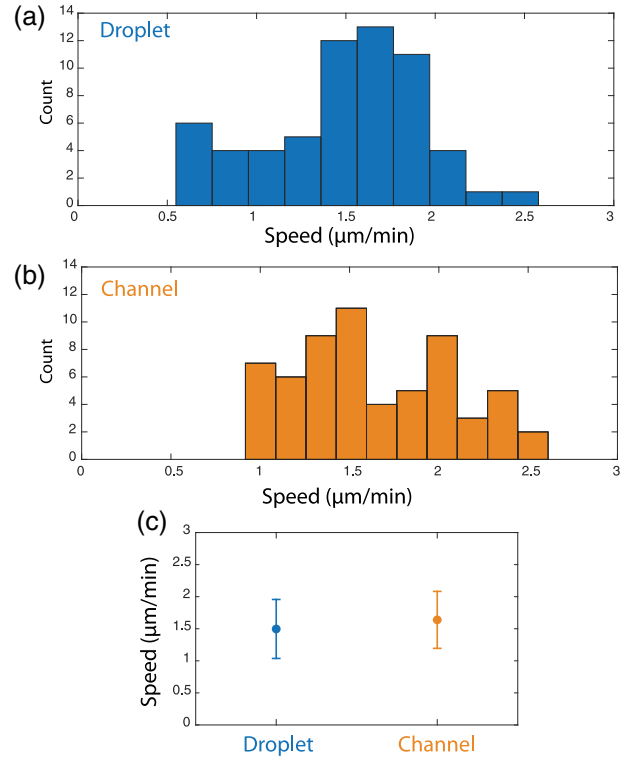 (a)
Droplet
14
12
10
8
6
4
2
0
Count
0 0.5 1 1.5 2 2.5 3
Speed (μm/min)
(b)
Channel
14
12
10
8
6
4
2
0
Count
0 0.5 1 1.5 2 2.5 3
Speed (μm/min)
(c)
3
2.5
2
1.5
1
0.5
0
Speed (μm/min)
Droplet Channel